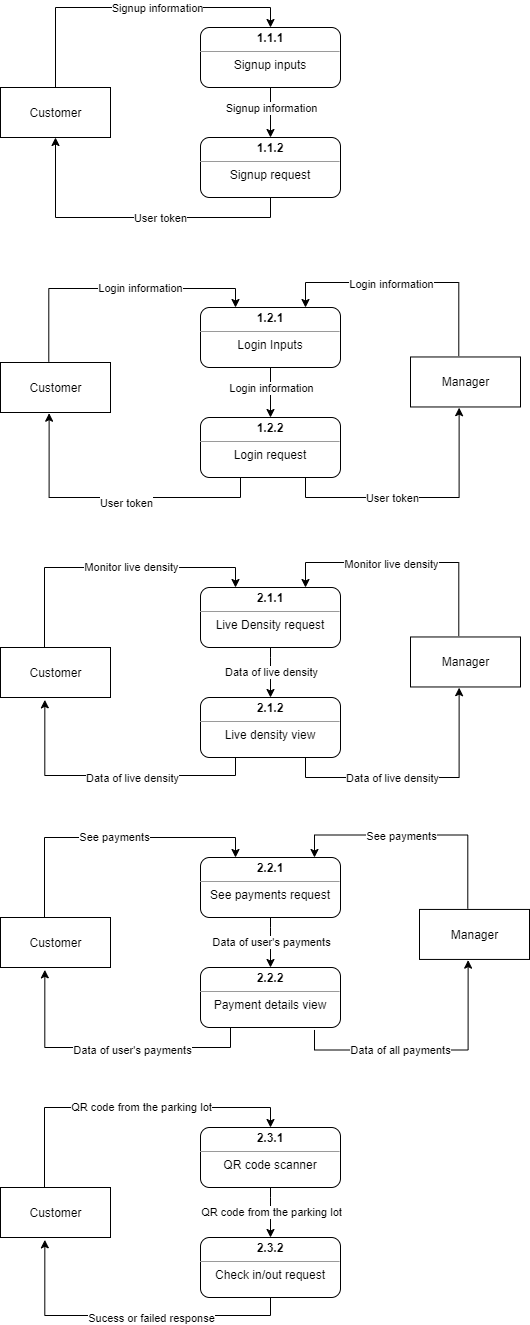 Signup information
1.1.1
Signup inputs
Customer
Signup information
1.1.2
Signup request
User token
Login information
Login information
1.2.1
Login Inputs
Customer
Manager
Login information
1.2.2
Login request
User token
User token
Monitor live density
Monitor live density
2.1.1
Live Density request
Customer
Manager
Data of live density
2.1.2
Live density view
Data of live density
Data of live density
See payments
See payments
2.2.1
See payments request
Customer
Manager
Data of user's payments
2.2.2
Payment details view
Data of user's payments
Data of all payments
QR code from the parking lot
2.3.1
QR code scanner
Customer
QR code from the parking lot
2.3.2
Check in/out request
Sucess or failed response